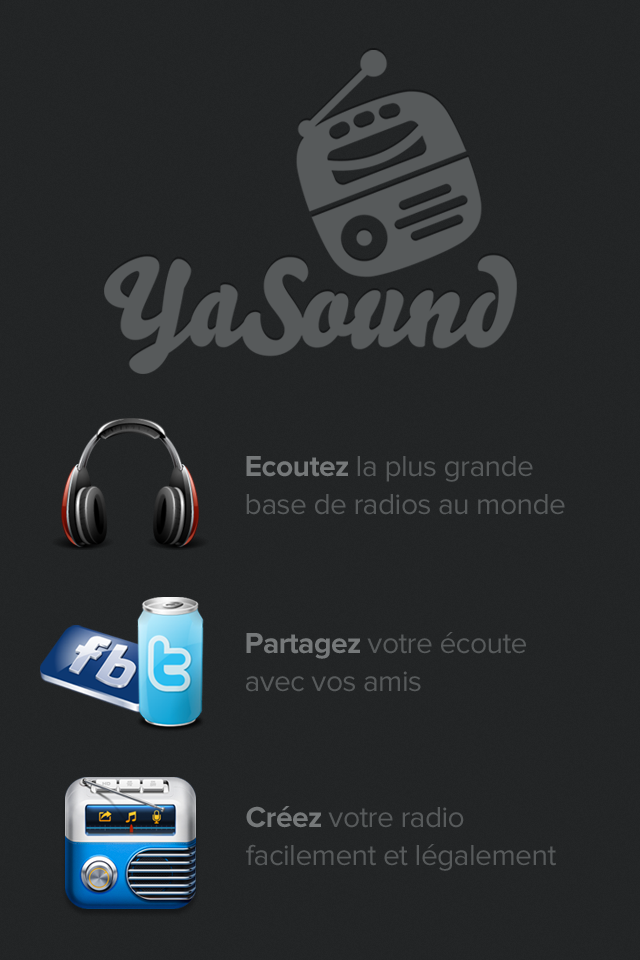 YaSound
Ecoutez la plus grande
base de radios au monde
fb
t
Partagez votre écoute
avec vos amis
Créez votre radio
facilement et légalement